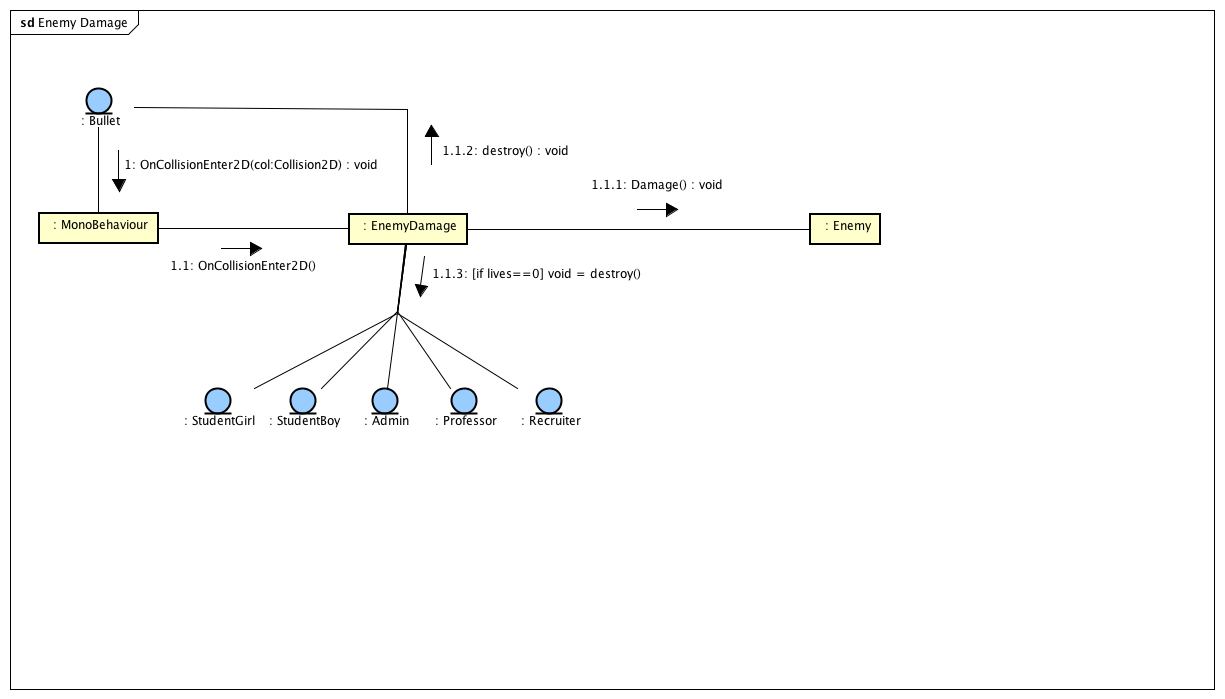 sd Enemy Damage
: Bullet
1: OnCollisionEnter2D(col:Collision2D) : void
1.1.2: destroy() : void
1.1.1: Damage() : void
: MonoBehaviour
: EnemyDamage
: Enemy
1.1: OnCollisionEnter2D()
1.1.3: [if lives==0] void = destroy()
: StudentGirl
: StudentBoy
: Admin
: Professor
: Recruiter